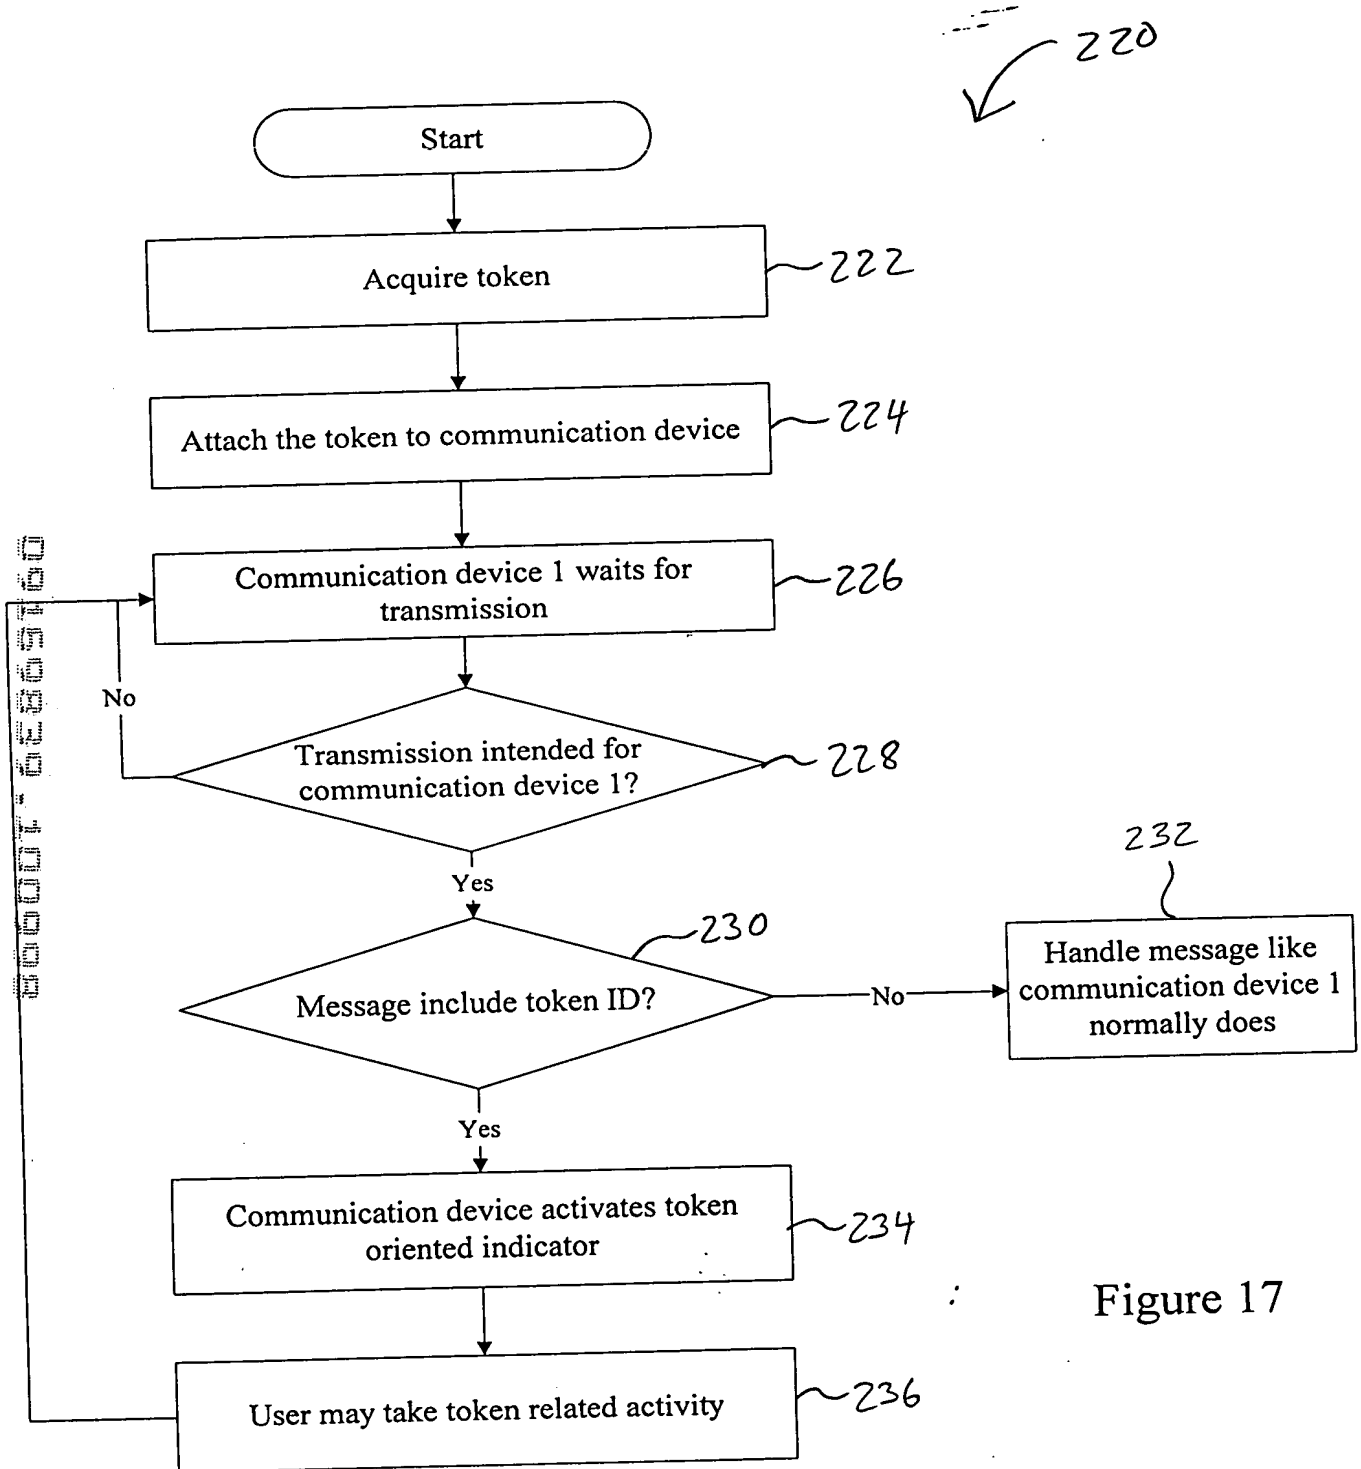 220
Start
Acquire token
222
Attach the token to communication device
224
Communication device 1 waits for
transmission
226
No
Transmission intended for
communication device 1?
228
Yes
232
230
Message include token ID?
No
Handle message like
communication device 1
normally does
Yes
Communication device activates token
oriented indicator
234
Figure 17
User may take token related activity
236